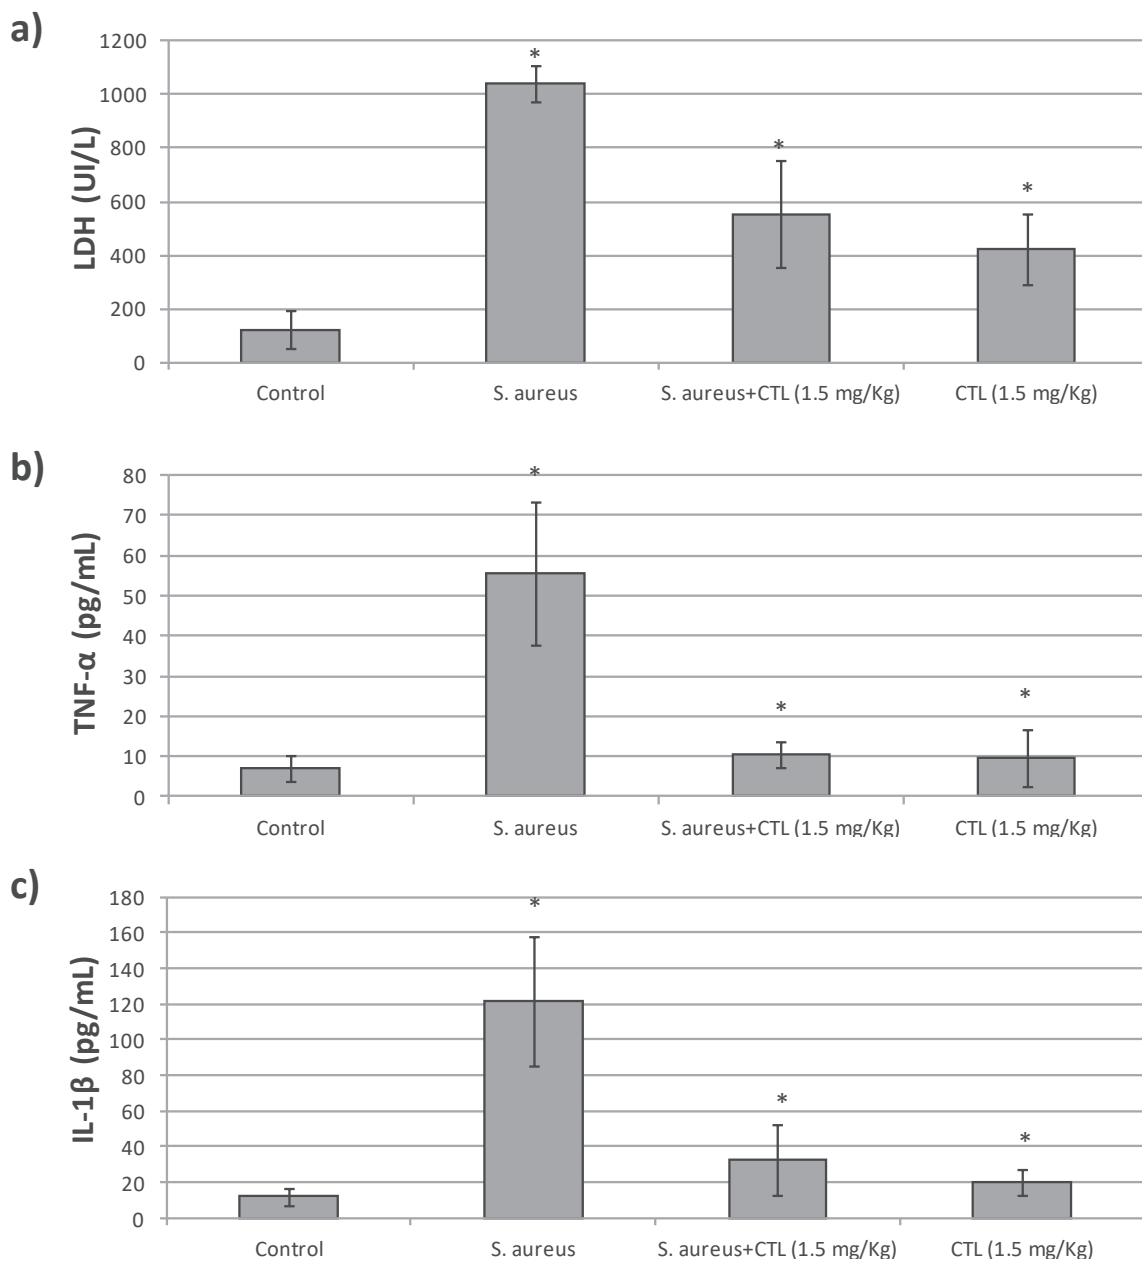 a)
LDH (UI/L)
1200
1000
800
600
400
200
0
*
*
*
Control
S. aureus
S. aureus+CTL (1.5 mg/Kg)
CTL (1.5 mg/Kg)
b)
TNF-α (pg/mL)
80
70
60
50
40
30
20
10
0
*
*
*
Control
S. aureus
S. aureus+CTL (1.5 mg/Kg)
CTL (1.5 mg/Kg)
c)
IL-1β (pg/mL)
180
160
140
120
100
80
60
40
20
0
*
*
*
Control
S. aureus
S. aureus+CTL (1.5 mg/Kg)
CTL (1.5 mg/Kg)